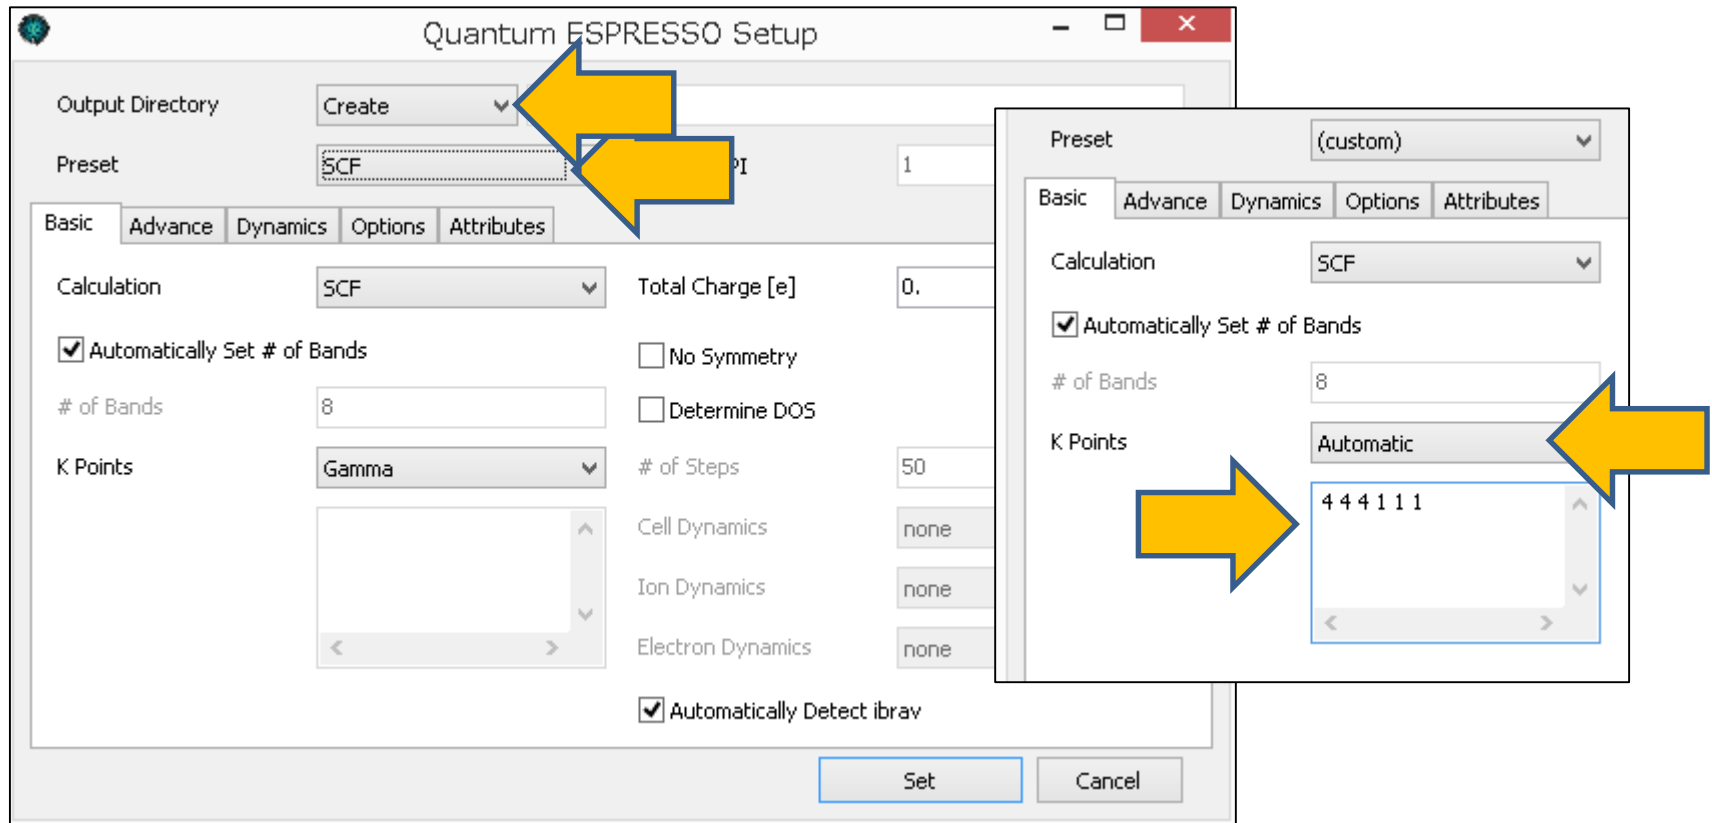 Quantum ESPRESSO Setup
Output Directory Create
Preset SCF PI 1
Basic Advance Dynamics Options Attributes
Calculation SCF Total Charge [e] 0.
Automatically Set # of Bands No Symmetry
# of Bands 8 Determine DOS
K Points Gamma # of Steps 50
Cell Dynamics none
Ion Dynamics none
Electron Dynamics none
Automatically Detect ibrav
Set Cancel
Preset (custom)
Basic Advance Dynamics Options Attributes
Calculation SCF
Automatically Set # of Bands
# of Bands 8
K Points Automatic
4 4 4 1 1 1